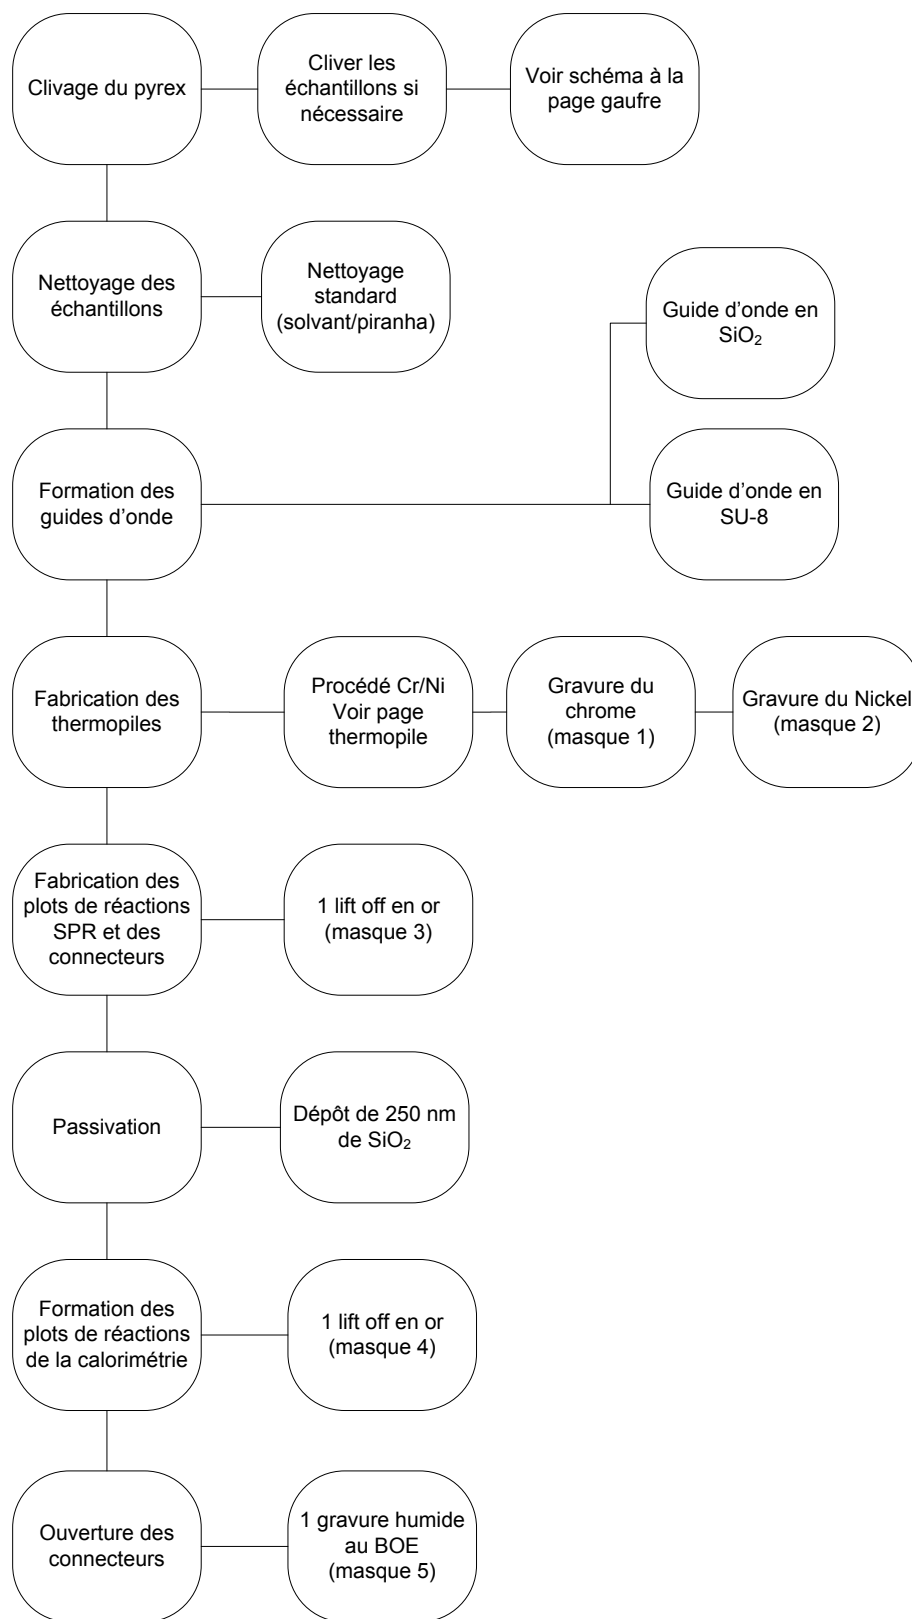 Clivage du pyrex
Cliver les
échantillons si
nécessaire
Voir schéma à la
page gaufre
Nettoyage des
échantillons
Nettoyage
standard
(solvant/piranha)
Guide d’onde en
SiO₂
Formation des
guides d’onde
Guide d’onde en
SU-8
Fabrication des
thermopiles
Procédé Cr/Ni
Voir page
thermopile
Gravure du
chrome
(masque 1)
Gravure du Nickel
(masque 2)
Fabrication des
plots de réactions
SPR et des
connecteurs
1 lift off en or
(masque 3)
Passivation
Dépôt de 250 nm
de SiO₂
Formation des
plots de réactions
de la calorimétrie
1 lift off en or
(masque 4)
Ouverture des
connecteurs
1 gravure humide
au BOE
(masque 5)